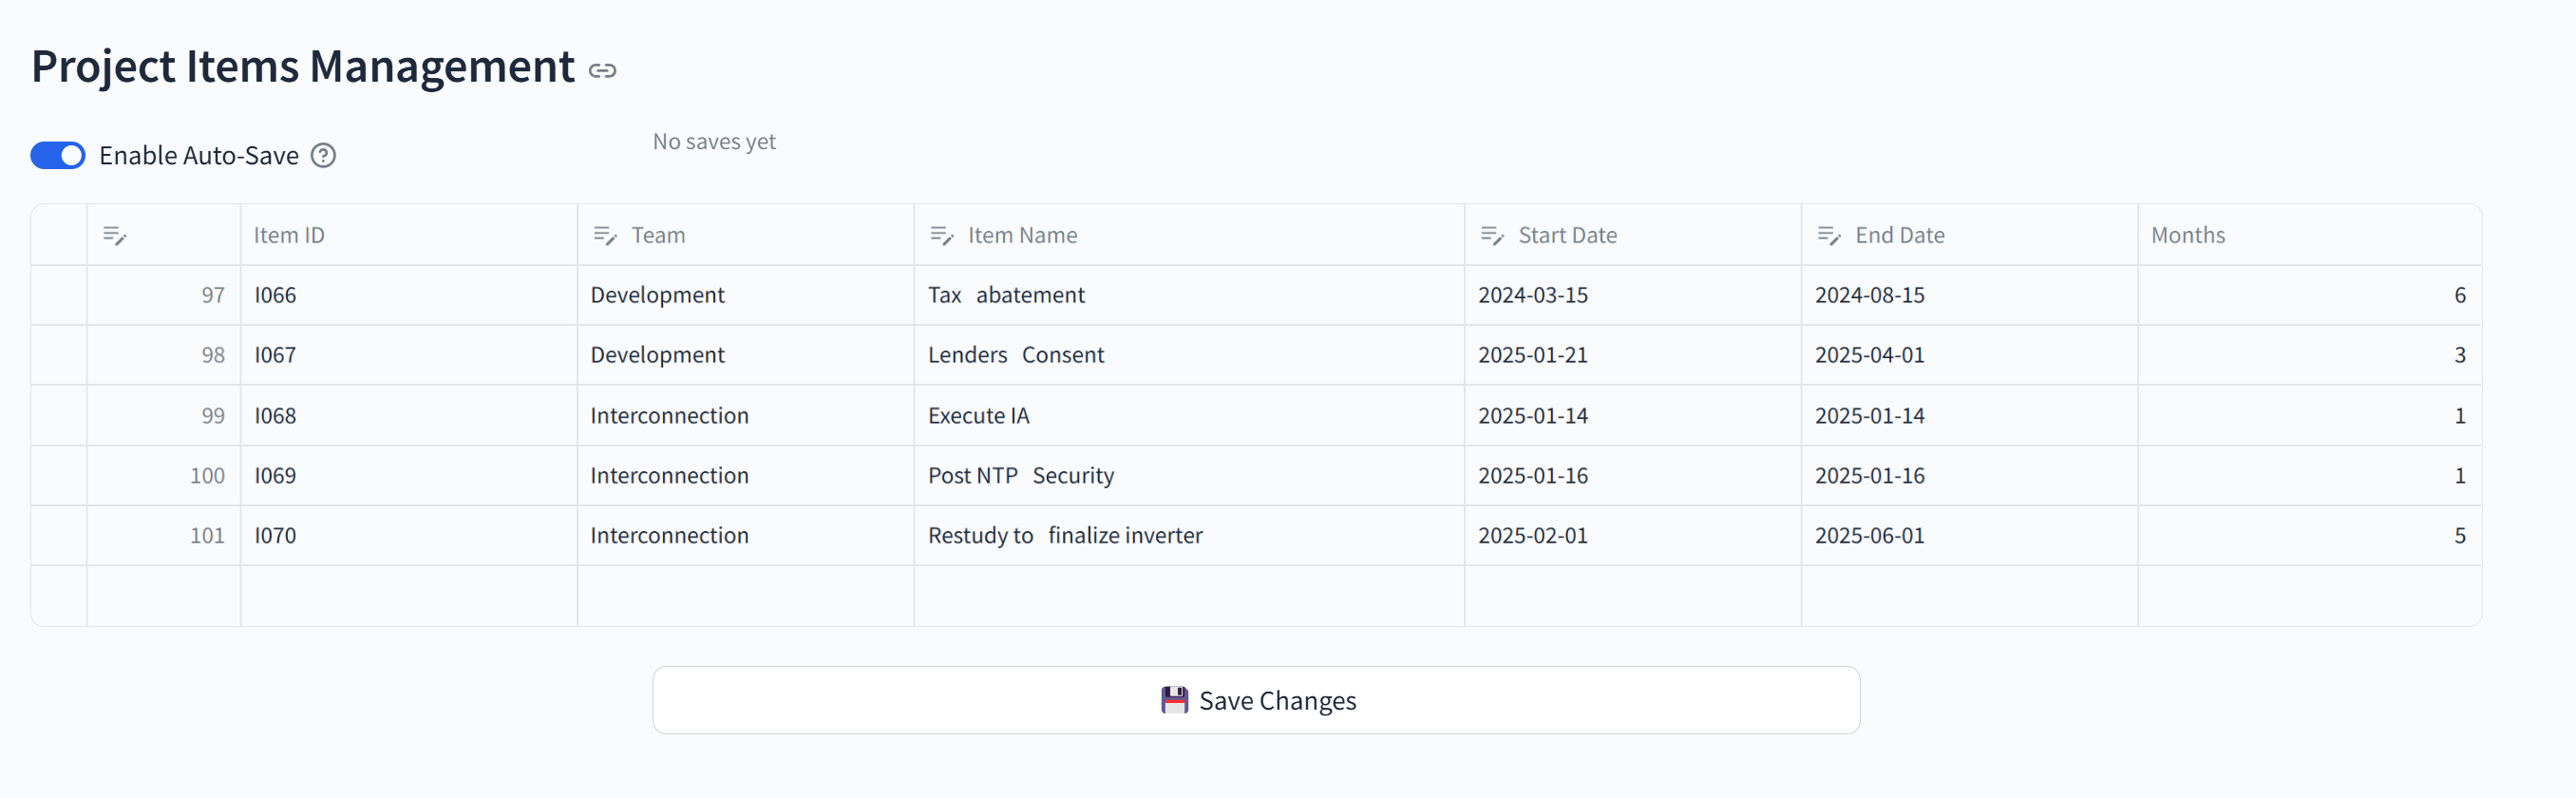 Project Items Management
Enable Auto-Save
No saves yet
Item ID Team Item Name Start Date End Date Months
97 I066 Development Tax abatement 2024-03-15 2024-08-15 6
98 I067 Development Lenders Consent 2025-01-21 2025-04-01 3
99 I068 Interconnection Execute IA 2025-01-14 2025-01-14 1
100 I069 Interconnection Post NTP Security 2025-01-16 2025-01-16 1
101 I070 Interconnection Restudy to finalize inverter 2025-02-01 2025-06-01 5
Save Changes